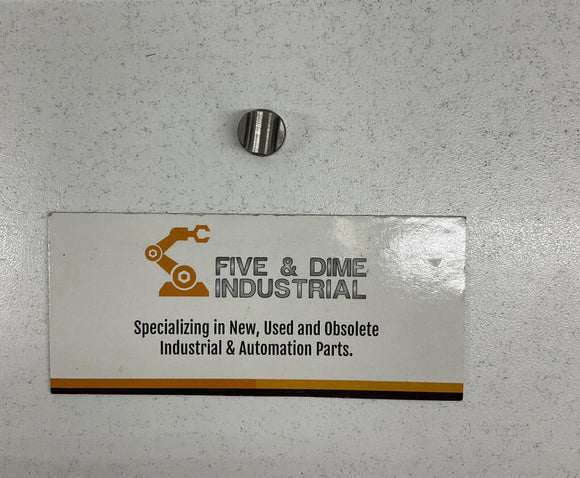 FIVE & DIME
INDUSTRIAL
Specializing in New, Used and Obsolete
Industrial & Automation Parts.